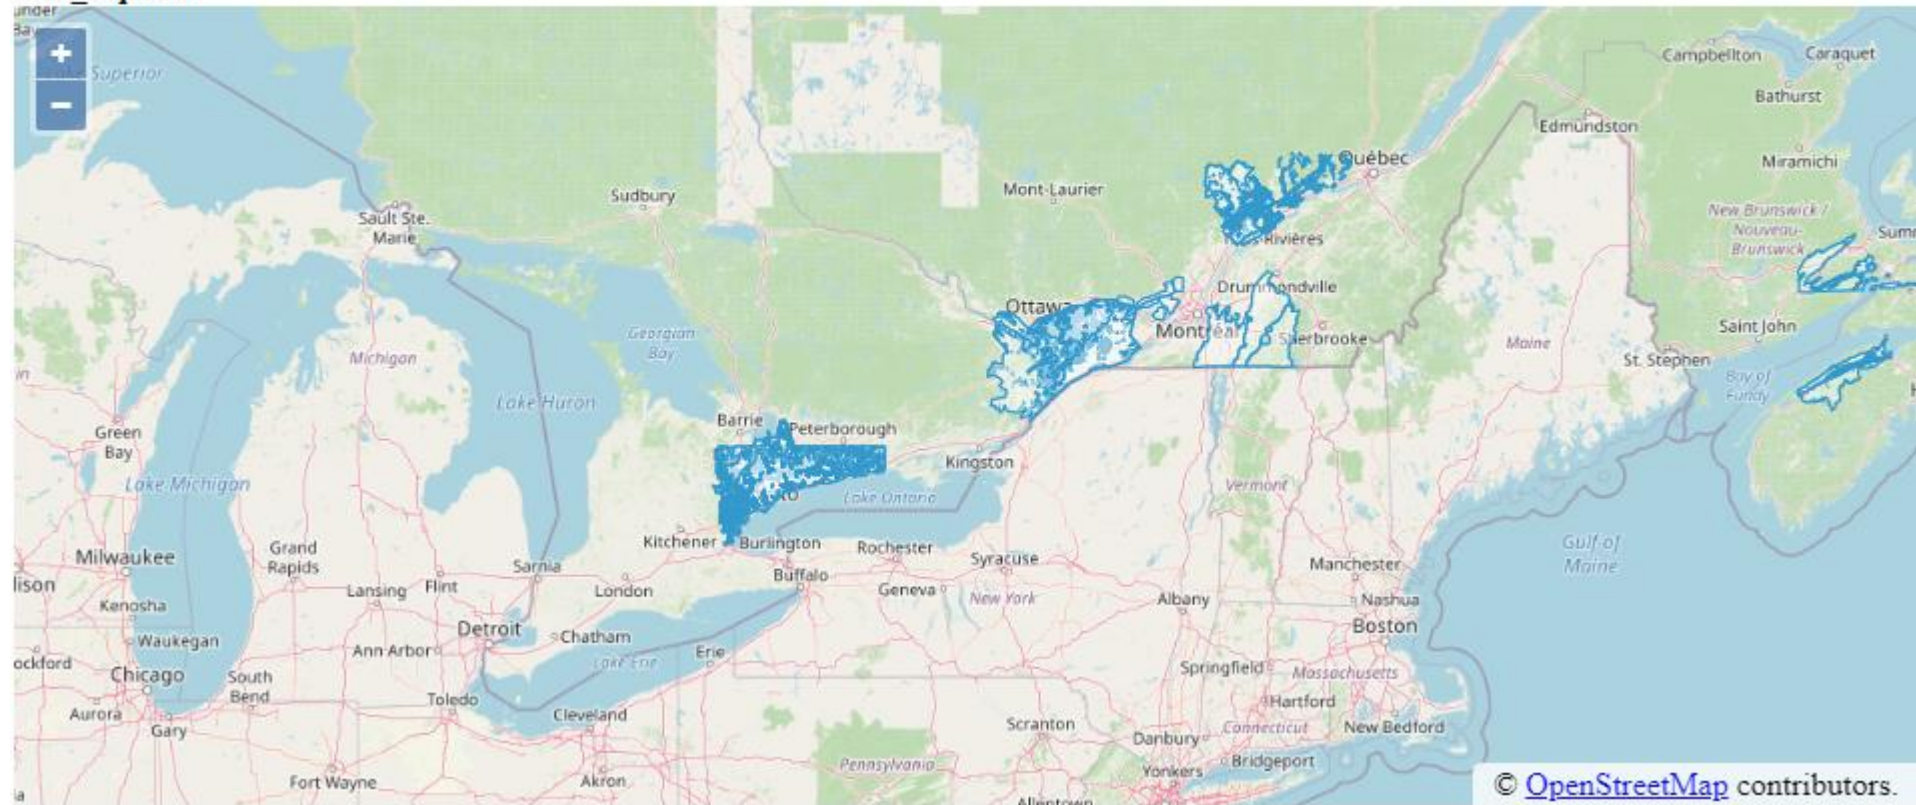 +
Lake Superior
−
Campbellton
Caraquet
Bathurst
Edmundston
Miramichi
Québec
Mont-Laurier
Sudbury
Sault Ste.
Marie
New Brunswick /
Nouveau-
Brunswick
Rivières
Drummondville
Ottawa
Montréal
Sherbrooke
Saint John
Georgian
Bay
Michigan
Maine
St. Stephen
Bay of
Fundy
Lake Huron
Barrie
Peterborough
Green
Bay
Kingston
Lake Michigan
Lake Ontario
Vermont
Kitchener
Burlington
Rochester
Syracuse
Gulf of
Maine
Milwaukee
Grand
Rapids
Sarnia
Buffalo
Manchester
Lansing
Flint
London
Geneva
New York
Albany
Nashua
Kenosha
Detroit
Chatham
Boston
Waukegan
Ann Arbor
Lake Erie
Erie
Springfield
Massachusetts
Chicago
South
Bend
Toledo
Hartford
Aurora
Gary
Cleveland
Scranton
Danbury
Connecticut
New Bedford
Fort Wayne
Akron
Pennsylvania
Yonkers
Bridgeport
Allentown
© OpenStreetMap contributors.